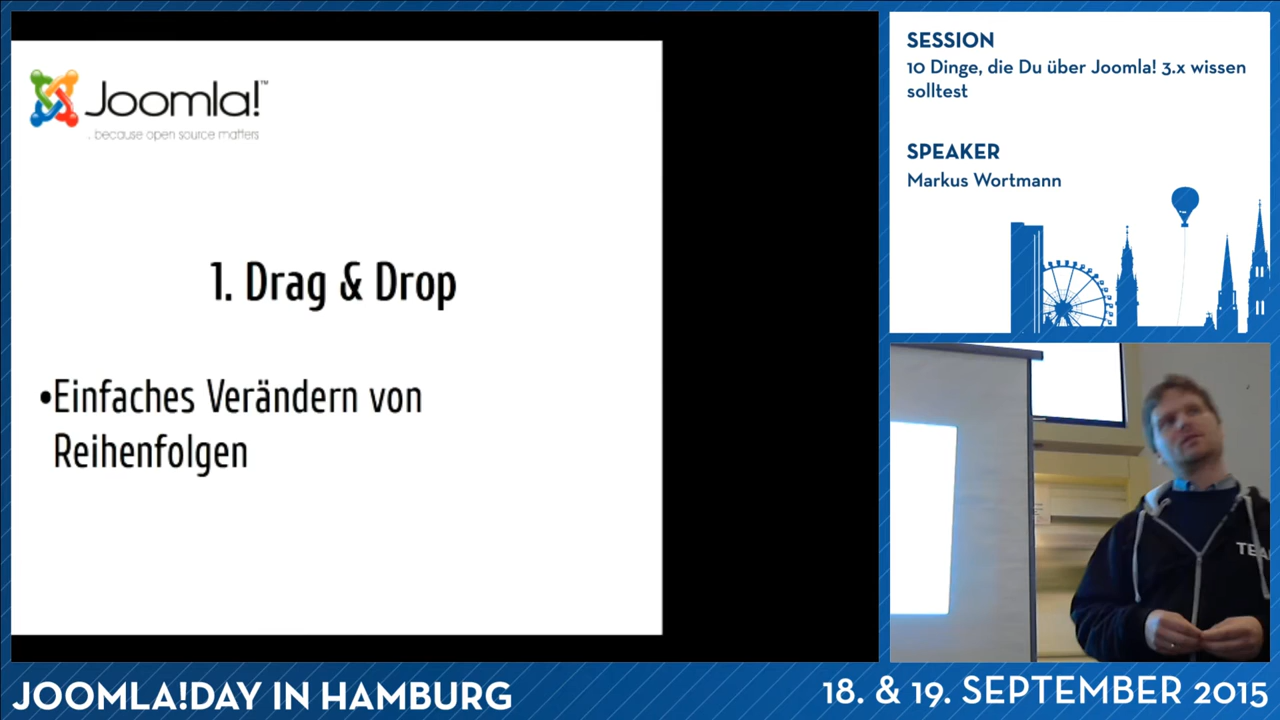 Joomla!™
...because open source matters
1. Drag & Drop
•Einfaches Verändern von
Reihenfolgen
SESSION
10 Dinge, die Du über Joomla! 3.x wissen
solltest
SPEAKER
Markus Wortmann
JOOMLA!DAY IN HAMBURG
18. & 19. SEPTEMBER 2015